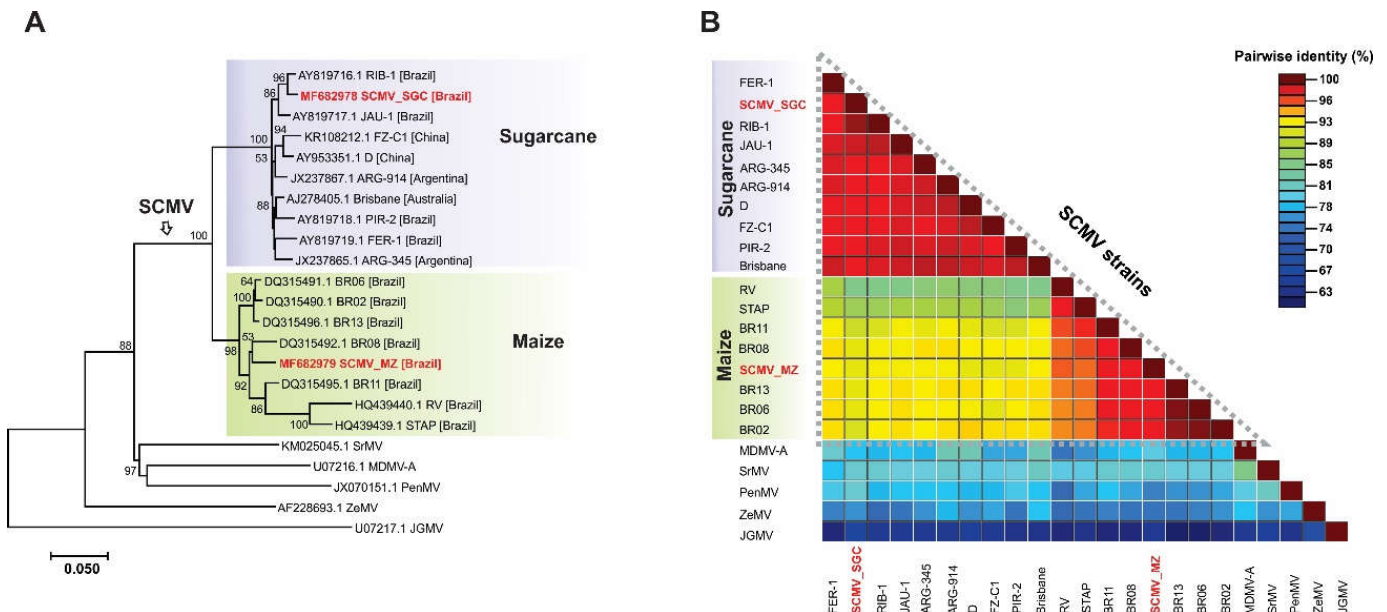 A
96
AY819716.1 RIB-1 [Brazil]
MF682978 SCMV_SGC [Brazil]
86
AY819717.1 JAU-1 [Brazil]
94
KR108212.1 FZ-C1 [China]
100
Sugarcane
53
AY953351.1 D [China]
JX237867.1 ARG-914 [Argentina]
AJ278405.1 Brisbane [Australia]
88
AY819718.1 PIR-2 [Brazil]
SCMV
100
AY819719.1 FER-1 [Brazil]
JX237865.1 ARG-345 [Argentina]
64
DQ315491.1 BR06 [Brazil]
100
DQ315490.1 BR02 [Brazil]
DQ315496.1 BR13 [Brazil]
53
DQ315492.1 BR08 [Brazil]
Maize
98
MF682979 SCMV_MZ [Brazil]
88
92
DQ315495.1 BR11 [Brazil]
86
HQ439440.1 RV [Brazil]
100
HQ439439.1 STAP [Brazil]
KM025045.1 SrMV
97
U07216.1 MDMV-A
JX070151.1 PenMV
AF228693.1 ZeMV
U07217.1 JGMV
0.050
B
Pairwise identity (%)
100
96
93
89
85
81
78
74
70
67
63
Sugarcane
FER-1
SCMV_SGC
RIB-1
JAU-1
ARG-345
ARG-914
D
FZ-C1
PIR-2
Brisbane
SCMV strains
Maize
RV
STAP
BR11
BR08
SCMV_MZ
BR13
BR06
BR02
MDMV-A
SrMV
PenMV
ZeMV
JGMV
FER-1
SCMV_SGC
RIB-1
JAU-1
ARG-345
ARG-914
D
FZ-C1
PIR-2
Brisbane
RV
STAP
BR11
BR08
SCMV_MZ
BR13
BR06
BR02
MDMV-A
SrMV
PenMV
ZeMV
JGMV